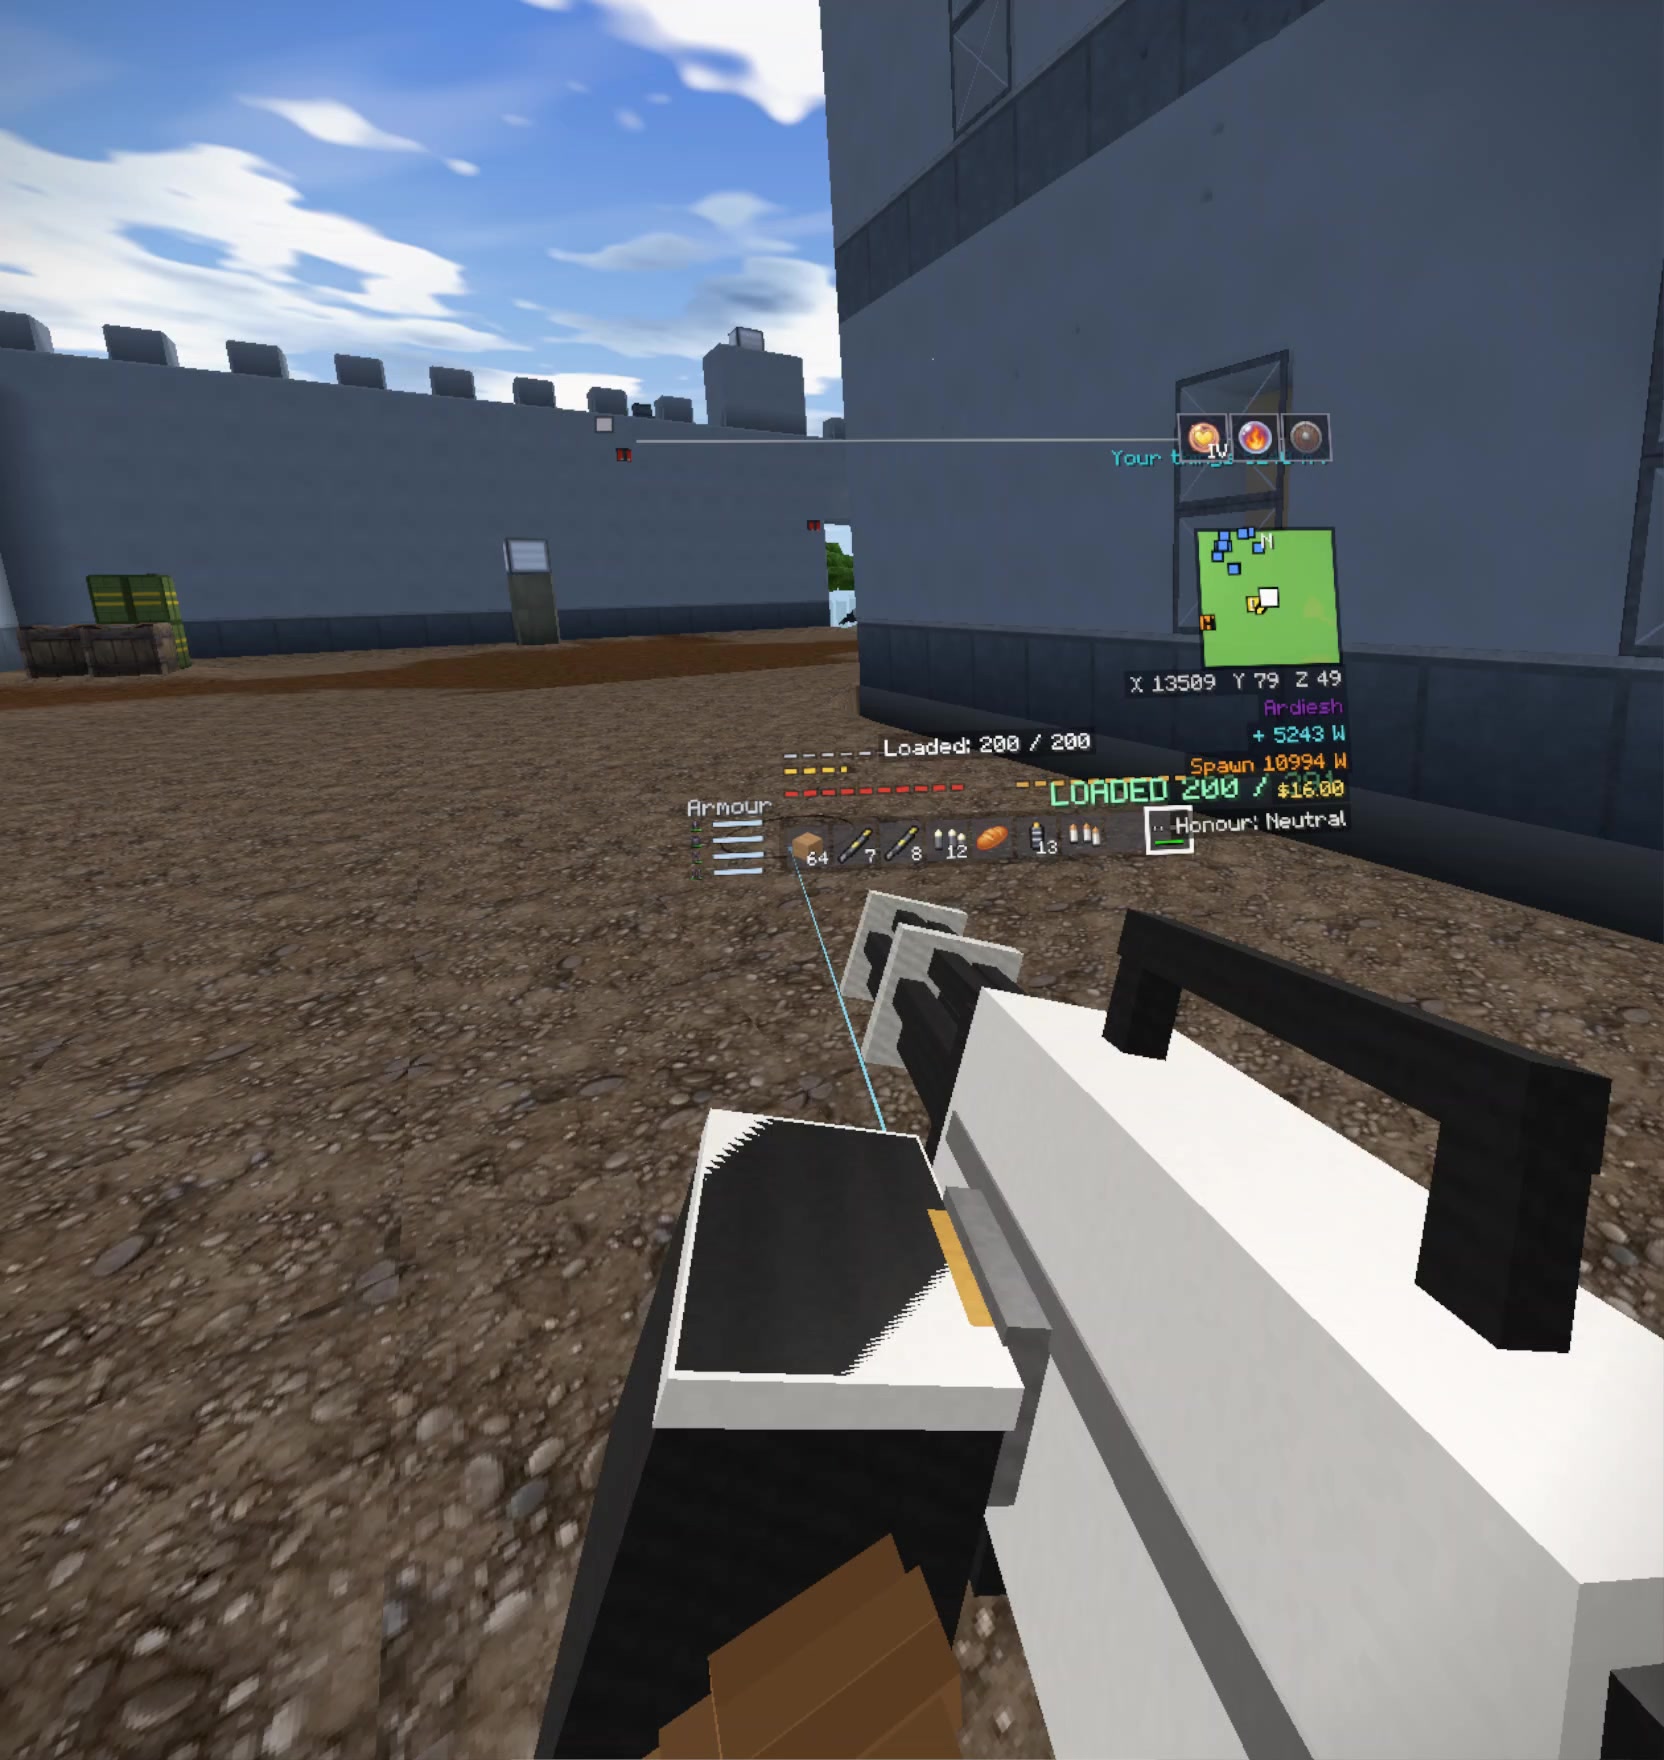 IV
Your
N
X 13509 Y 79 Z 49
Ardiesh
+ 5243 W
Loaded: 200 / 200
Spawn 10994 W
LOADED 200 /
$16.00
Armour
Honour: Neutral
64
7
8
12
13